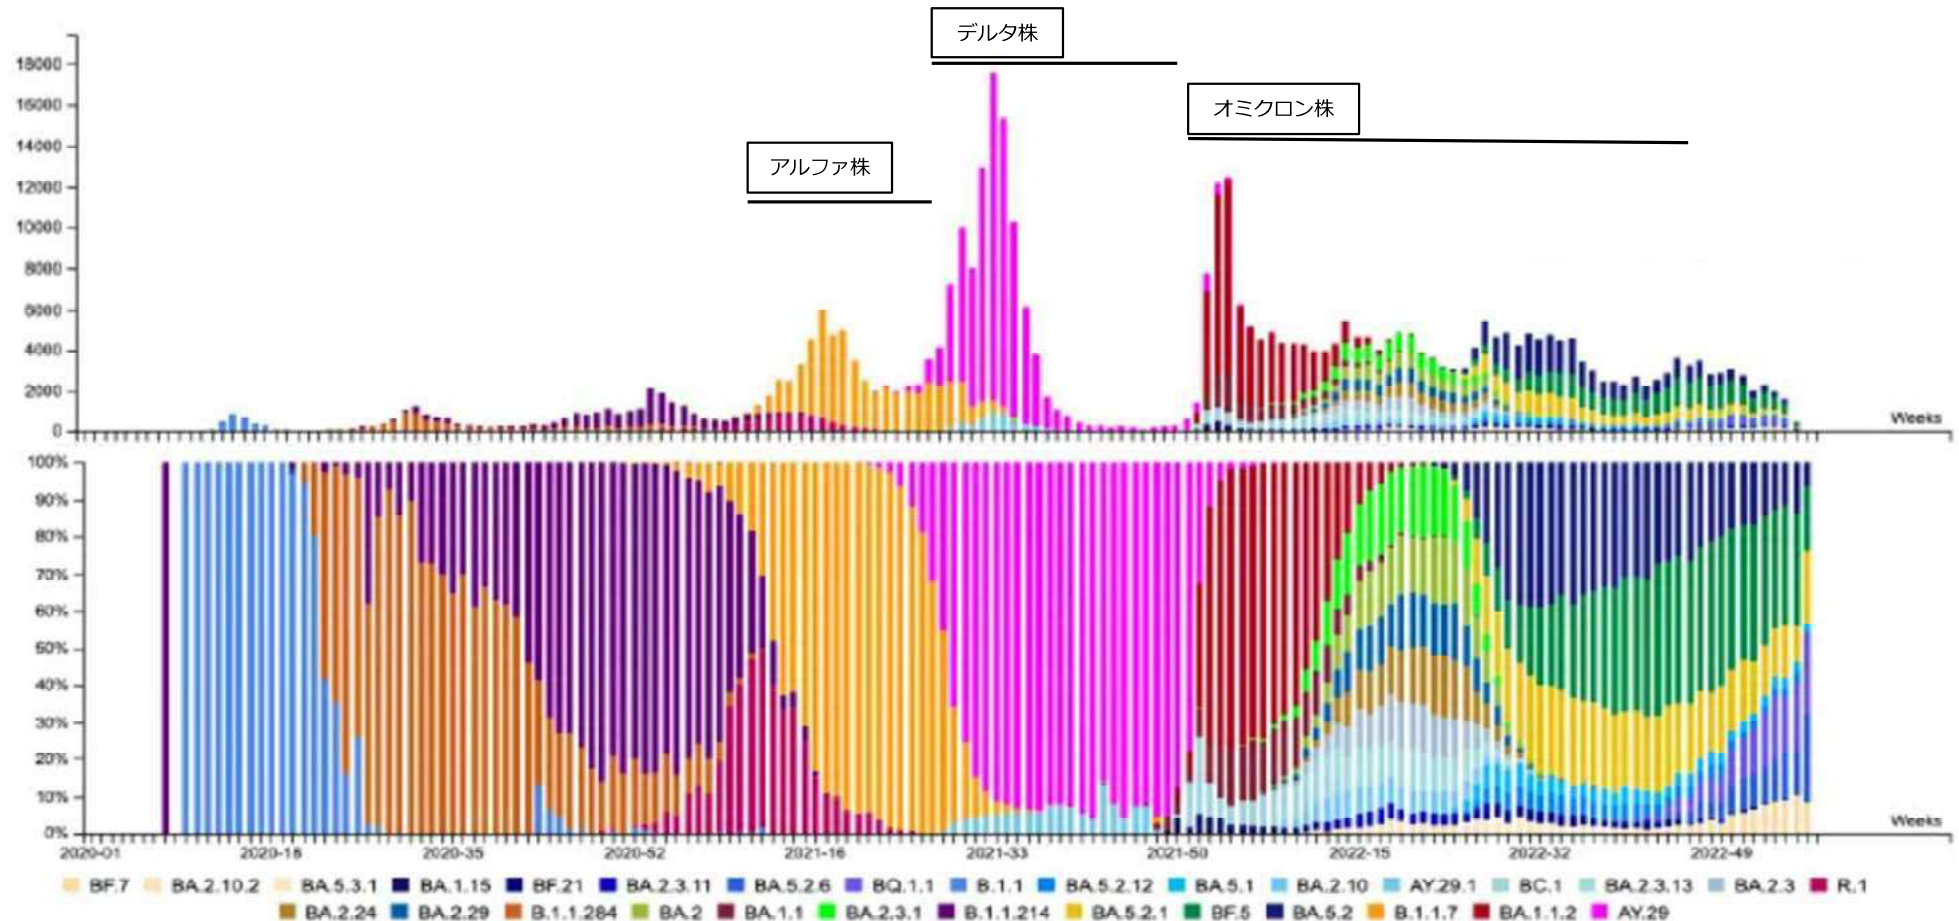 デルタ株
オミクロン株
アルファ株
18000
16000
14000
12000
10000
8000
6000
4000
2000
0
Weeks
100%
90%
80%
70%
60%
50%
40%
30%
20%
10%
0%
Weeks
2020-01 2020-16 2020-35 2020-52 2021-16 2021-33 2021-50 2022-15 2022-32 2022-49
BF.7 BA.2.10.2 BA.5.3.1 BA.1.15 BF.21 BA.2.3.11 BA.5.2.6 BQ.1.1 B.1.1 BA.5.2.12 BA.5.1 BA.2.10 AY.29.1 BC.1 BA.2.3.13 BA.2.3 R.1
BA.2.24 BA.2.29 B.1.1.284 BA.2 BA.1.1 BA.2.3.1 B.1.1.214 BA.5.2.1 BF.5 BA.5.2 B.1.1.7 BA.1.1.2 AY.29